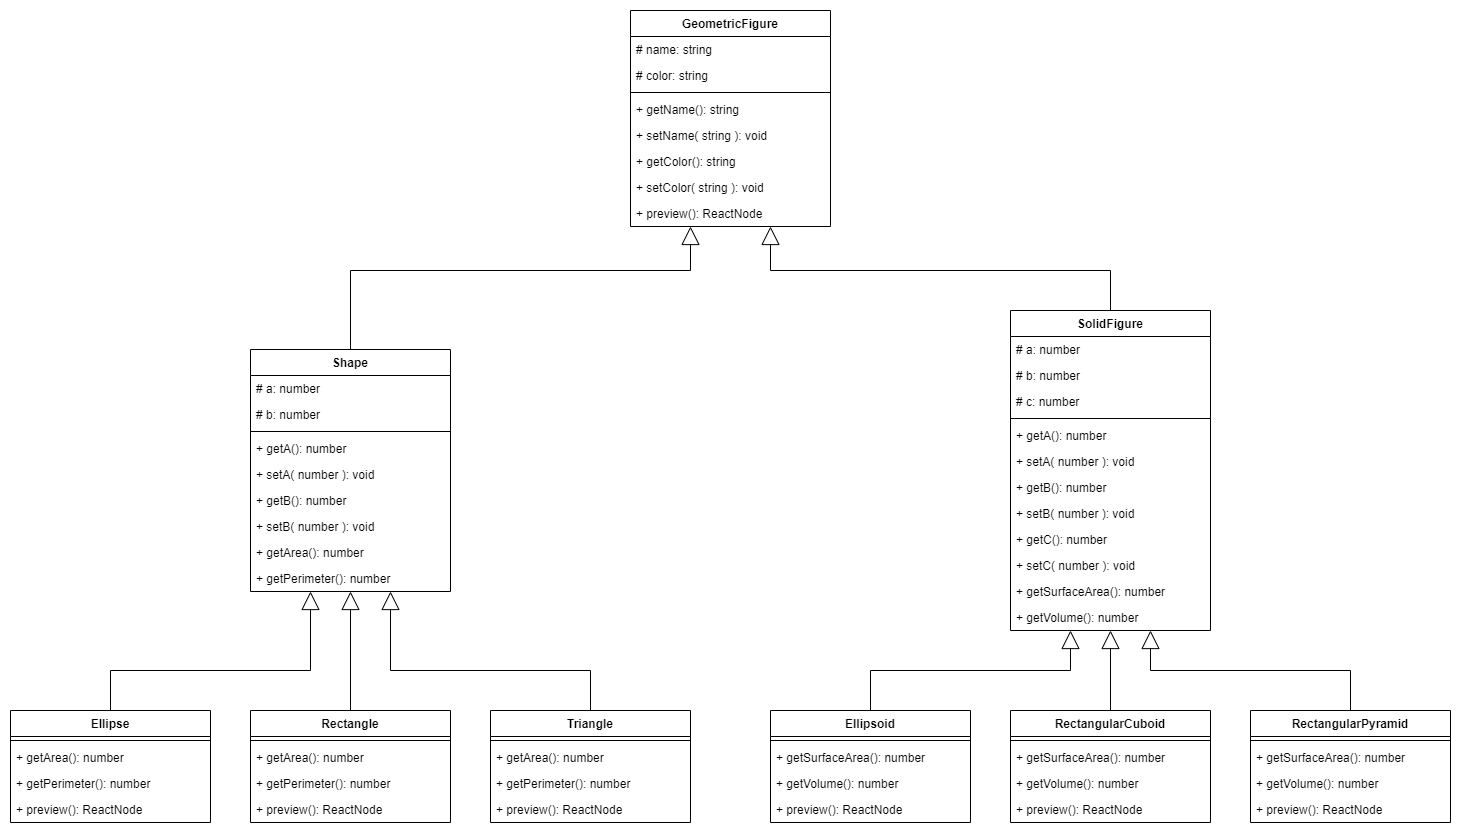 GeometricFigure
# name: string
# color: string
+ getName(): string
+ setName( string ): void
+ getColor(): string
+ setColor( string ): void
+ preview(): ReactNode
Shape
# a: number
# b: number
+ getA(): number
+ setA( number ): void
+ getB(): number
+ setB( number ): void
+ getArea(): number
+ getPerimeter(): number
SolidFigure
# a: number
# b: number
# c: number
+ getA(): number
+ setA( number ): void
+ getB(): number
+ setB( number ): void
+ getC(): number
+ setC( number ): void
+ getSurfaceArea(): number
+ getVolume(): number
Ellipse
+ getArea(): number
+ getPerimeter(): number
+ preview(): ReactNode
Rectangle
+ getArea(): number
+ getPerimeter(): number
+ preview(): ReactNode
Triangle
+ getArea(): number
+ getPerimeter(): number
+ preview(): ReactNode
Ellipsoid
+ getSurfaceArea(): number
+ getVolume(): number
+ preview(): ReactNode
RectangularCuboid
+ getSurfaceArea(): number
+ getVolume(): number
+ preview(): ReactNode
RectangularPyramid
+ getSurfaceArea(): number
+ getVolume(): number
+ preview(): ReactNode